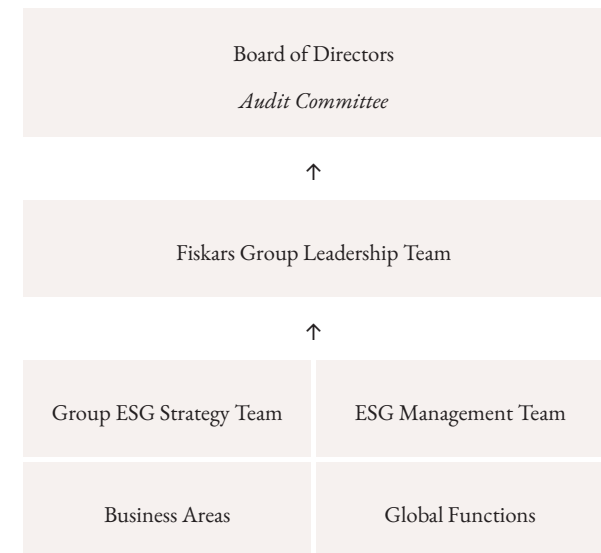 Board of Directors
Audit Committee
↑
Fiskars Group Leadership Team
↑
Group ESG Strategy Team
ESG Management Team
Business Areas
Global Functions